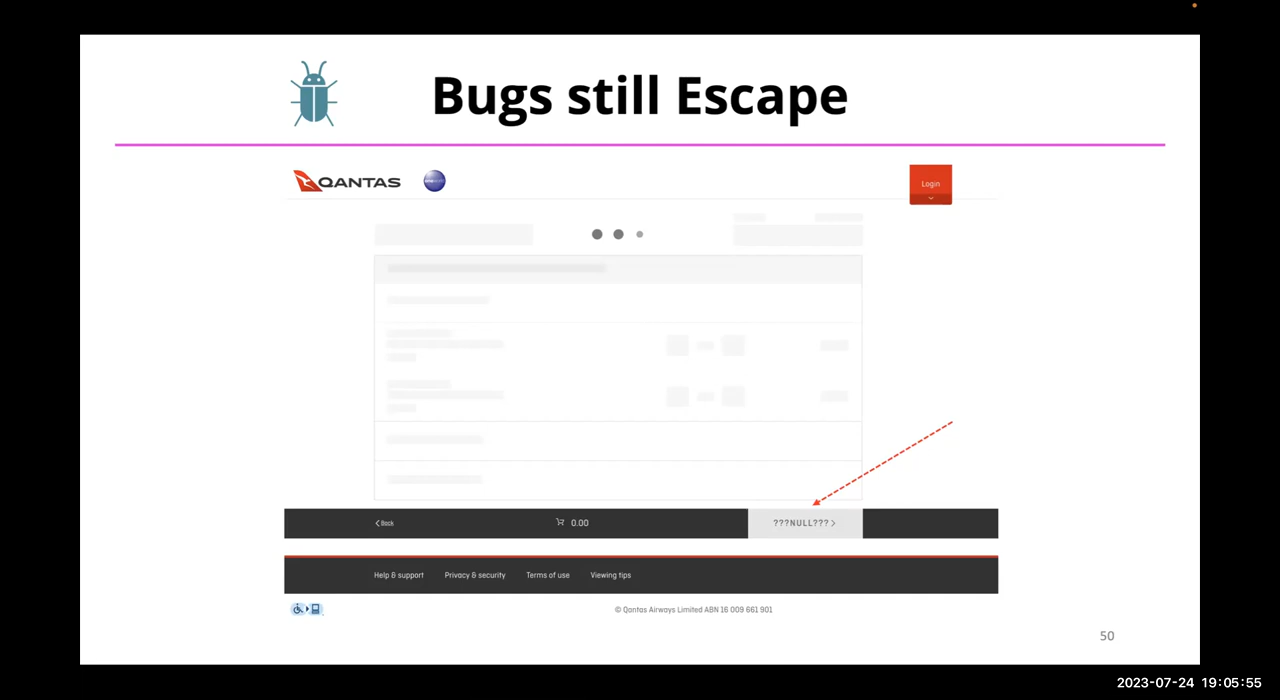 Bugs still Escape
QANTAS
Login
Back
0.00
???NULL???
Help & support Privacy & security Terms of use Viewing tips
© Qantas Airways Limited ABN 16 009 661 901
50
2023-07-24 19:05:55